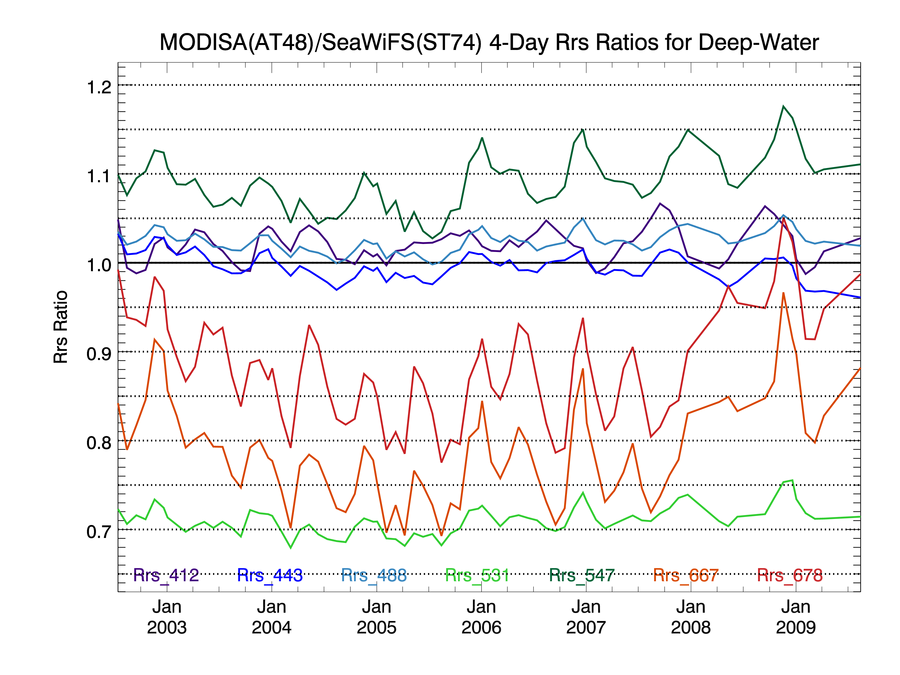 MODISA(AT48)/SeaWiFS(ST74) 4-Day Rrs Ratios for Deep-Water
Rrs Ratio
1.2
1.1
1.0
0.9
0.8
0.7
Rrs_412 Rrs_443 Rrs_488 Rrs_531 Rrs_547 Rrs_667 Rrs_678
Jan Jan Jan Jan Jan Jan Jan
2003 2004 2005 2006 2007 2008 2009